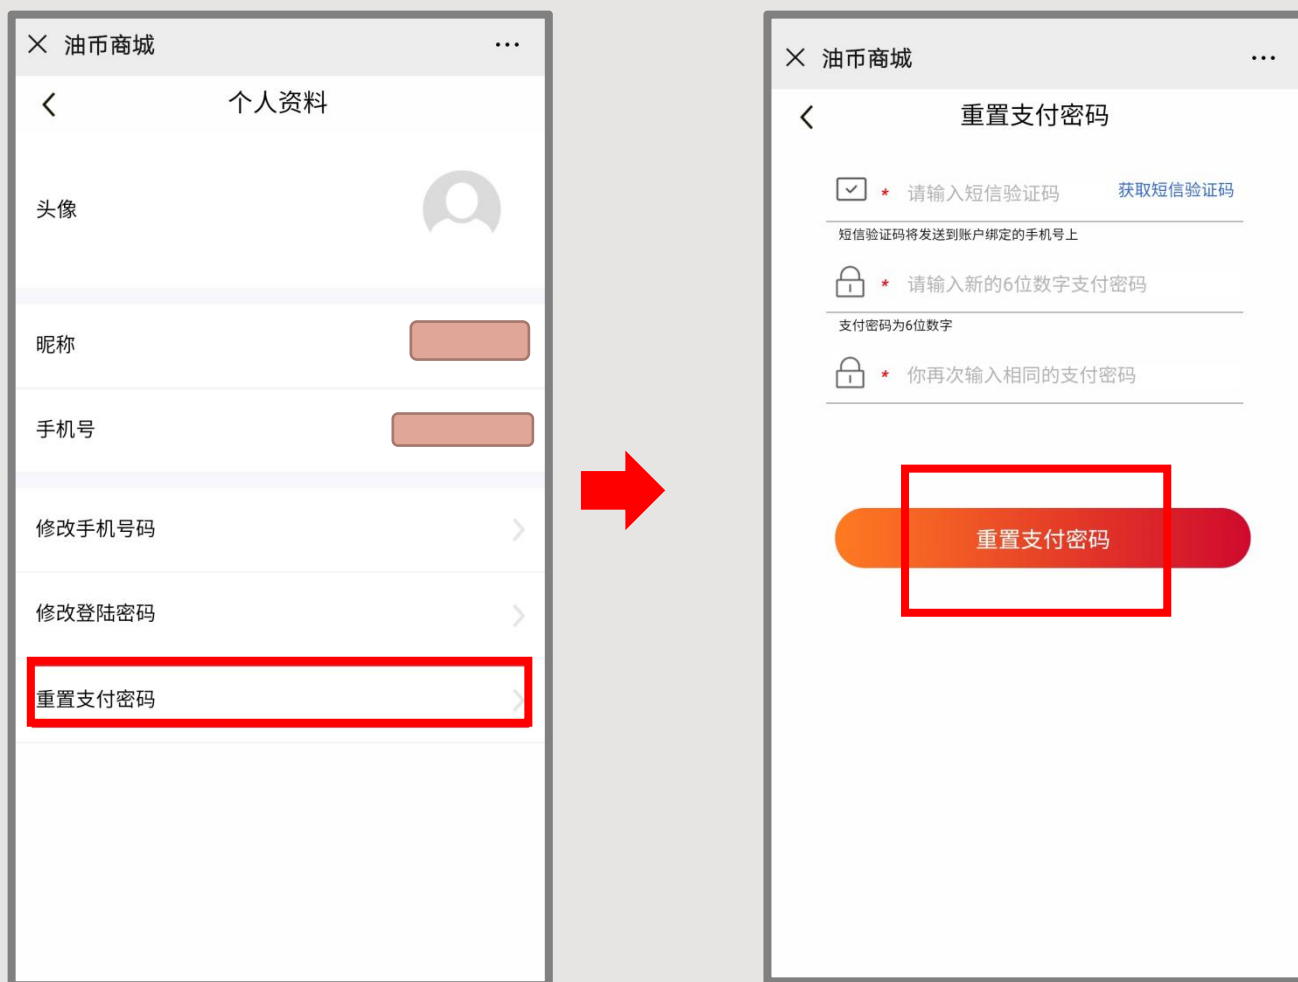 油币商城
个人资料
头像
昵称
手机号
修改手机号码
修改登陆密码
重置支付密码
油币商城
重置支付密码
* 请输入短信验证码 获取短信验证码
短信验证码将发送到账户绑定的手机号上
* 请输入新的6位数字支付密码
支付密码为6位数字
* 你再次输入相同的支付密码
重置支付密码